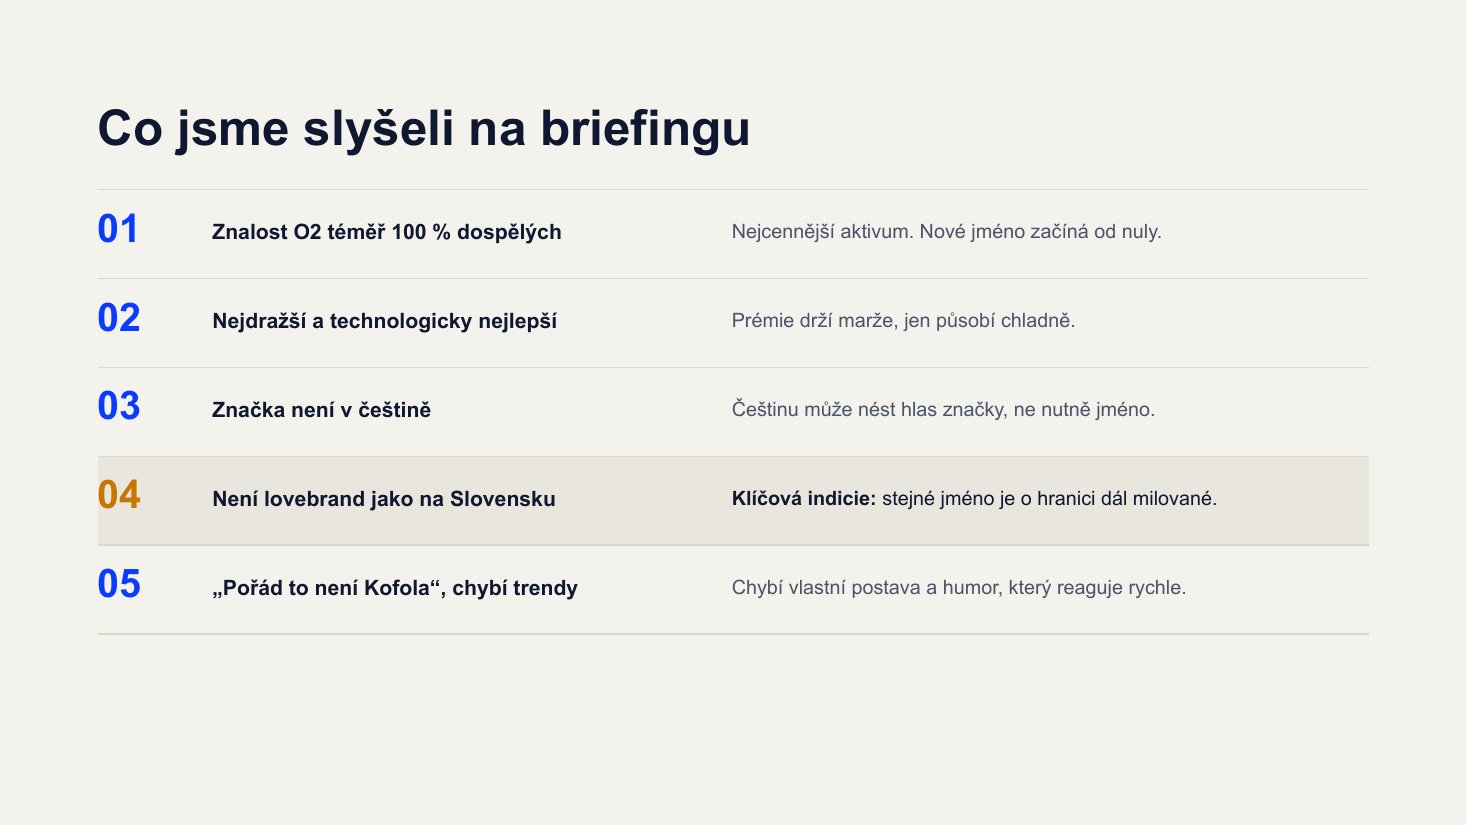 Co jsme slyšeli na briefingu
01 Znalost O2 téměř 100 % dospělých Nejcennější aktivum. Nové jméno začíná od nuly.
02 Nejdražší a technologicky nejlepší Prémie drží marže, jen působí chladně.
03 Značka není v češtině Češtinu může nést hlas značky, ne nutně jméno.
04 Není lovebrand jako na Slovensku Klíčová indicie: stejné jméno je o hranici dál milované.
05 „Pořád to není Kofola“, chybí trendy Chybí vlastní postava a humor, který reaguje rychle.